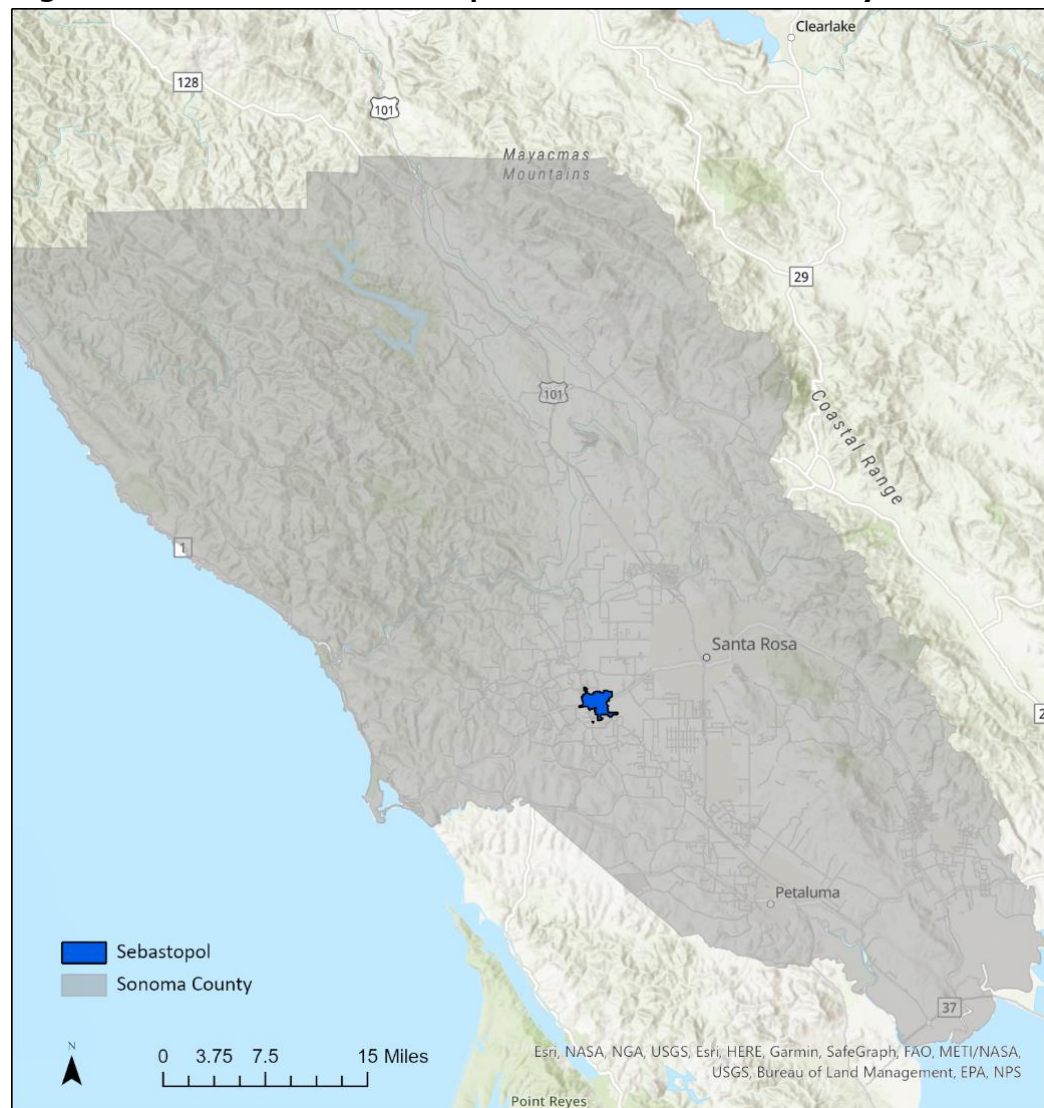 Clearlake
128
101
Mayacmas
Mountains
29
Coastal Range
101
1
Santa Rosa
2
Petaluma
Sebastopol
Sonoma County
37
N
0 3.75 7.5 15 Miles
Esri, NASA, NGA, USGS, Esri, HERE, Garmin, SafeGraph, FAO, METI/NASA,
USGS, Bureau of Land Management, EPA, NPS
Point Reyes